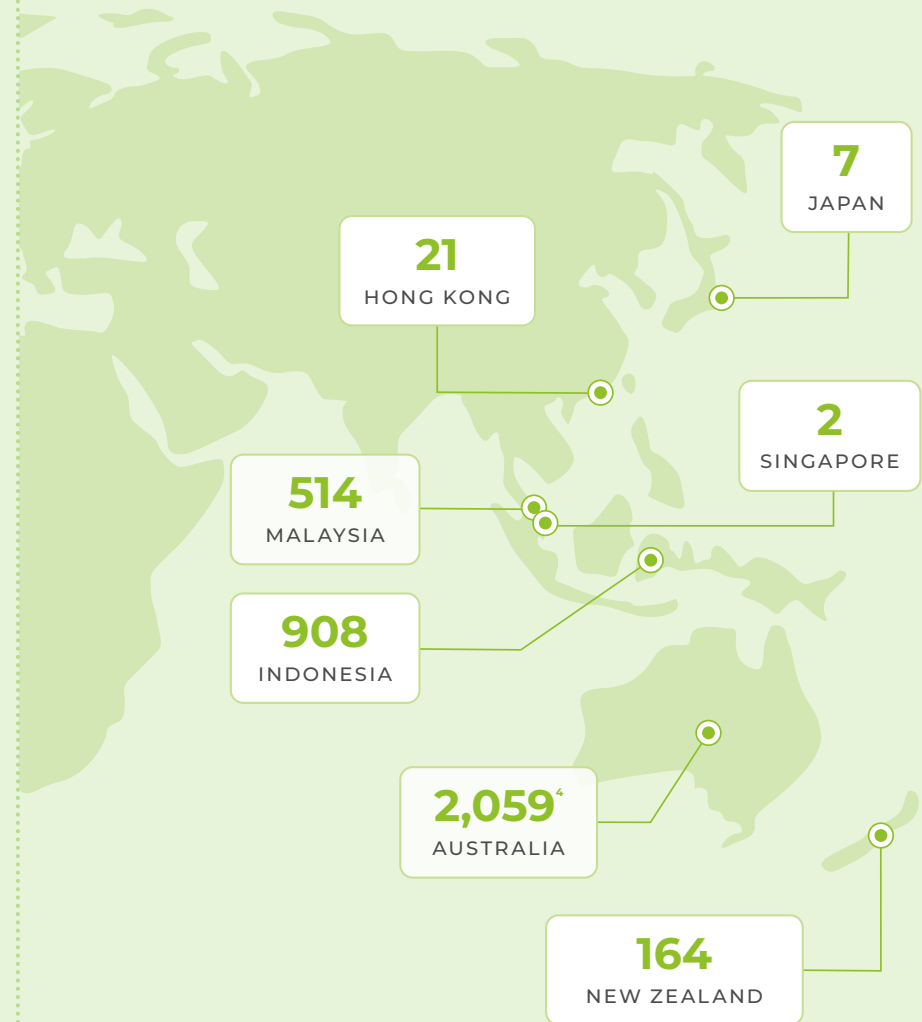 7
JAPAN
21
HONG KONG
2
SINGAPORE
514
MALAYSIA
908
INDONESIA
2,059⁴
AUSTRALIA
164
NEW ZEALAND